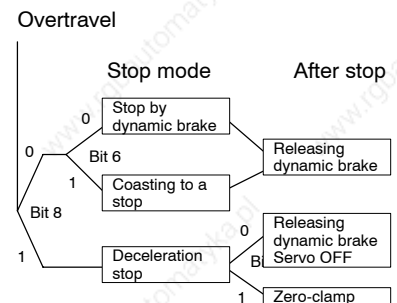 Overtravel
Stop mode
After stop
0
Stop by
dynamic brake
0
Bit 6
Releasing
dynamic brake
1
Coasting to a
stop
Bit 8
0
Releasing
dynamic brake
Servo OFF
1
Deceleration
stop
Bi
1
Zero-clamp